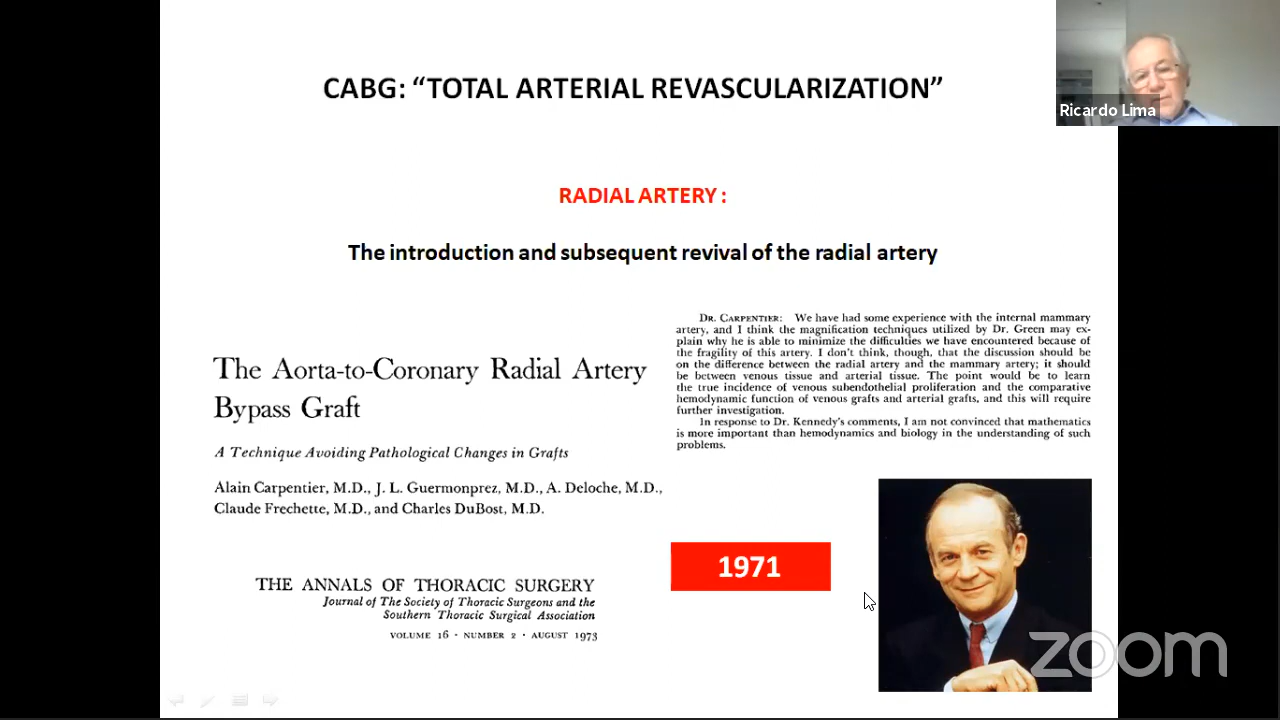 CABG: “TOTAL ARTERIAL REVASCULARIZATION”
Ricardo Lima
RADIAL ARTERY :
The introduction and subsequent revival of the radial artery
The Aorta-to-Coronary Radial Artery
Bypass Graft
A Technique Avoiding Pathological Changes in Grafts
Alain Carpentier, M.D., J. L. Guermonprez, M.D., A. Deloche, M.D.,
Claude Frechette, M.D., and Charles DuBost, M.D.
THE ANNALS OF THORACIC SURGERY
Journal of The Society of Thoracic Surgeons and the
Southern Thoracic Surgical Association
VOLUME 16 · NUMBER 2 · AUGUST 1973
DR. CARPENTIER: We have had some experience with the internal mammary
artery, and I think the magnification techniques utilized by Dr. Green may ex-
plain why he is able to minimize the difficulties we have encountered because of
the fragility of this artery. I don't think, though, that the discussion should be
on the difference between the radial artery and the mammary artery; it should
be between venous tissue and arterial tissue. The point would be to learn
the true incidence of venous subendothelial proliferation and the comparative
hemodynamic function of venous grafts and arterial grafts, and this will require
further investigation.
In response to Dr. Kennedy's comments, I am not convinced that mathematics
is more important than hemodynamics and biology in the understanding of such
problems.
1971
zoom